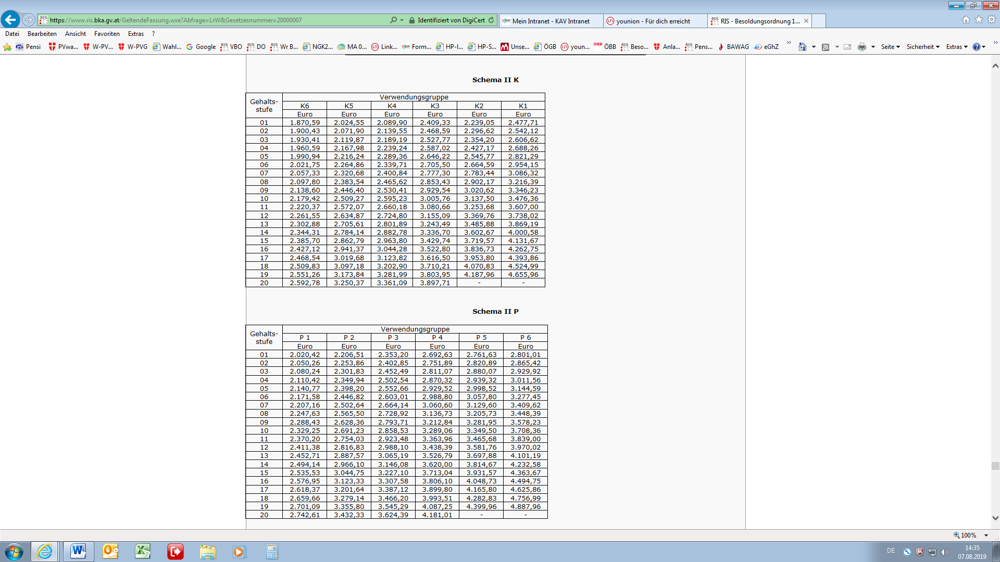 https://www.ris.bka.gv.at/GeltendeFassung.wxe?Abfrage=LrW&Gesetzesnummer=20000007 Identifiziert von DigiCert Mein Intranet - KAV Intranet younion - Für dich erreicht RIS - Besoldungsordnung 1...
Datei Bearbeiten Ansicht Favoriten Extras ?
Pensi PVwa... W-PV... W-PVG Wahl... Google RIS VBO RIS DO RIS Wr B... NGK2... MA 0... Link... Form... HP-I... HP-S... Unse... ÖGB youn... ÖBB ÖBB RIS Beso... Anla... RIS Pens... BAWAG eGhZ Seite Sicherheit Extras
Schema II K
Gehalts-stufe Verwendungsgruppe
K6 K5 K4 K3 K2 K1
Euro Euro Euro Euro Euro Euro
01 1.870,59 2.024,55 2.089,90 2.409,33 2.239,05 2.477,71
02 1.900,43 2.071,90 2.139,55 2.468,59 2.296,62 2.542,12
03 1.930,41 2.119,87 2.189,19 2.527,77 2.354,20 2.606,62
04 1.960,59 2.167,98 2.239,24 2.587,02 2.427,17 2.688,26
05 1.990,94 2.216,24 2.289,36 2.646,22 2.545,77 2.821,29
06 2.021,75 2.264,86 2.339,71 2.705,50 2.664,59 2.954,15
07 2.057,33 2.320,68 2.400,84 2.777,30 2.783,44 3.086,32
08 2.097,80 2.383,54 2.465,62 2.853,43 2.902,17 3.216,39
09 2.138,60 2.446,40 2.530,41 2.929,54 3.020,62 3.346,23
10 2.179,42 2.509,27 2.595,23 3.005,76 3.137,50 3.476,36
11 2.220,37 2.572,07 2.660,18 3.080,66 3.253,68 3.607,00
12 2.261,55 2.634,87 2.724,80 3.155,09 3.369,76 3.738,02
13 2.302,88 2.705,61 2.801,89 3.243,49 3.485,88 3.869,19
14 2.344,31 2.784,14 2.882,78 3.336,70 3.602,67 4.000,58
15 2.385,70 2.862,79 2.963,80 3.429,74 3.719,57 4.131,67
16 2.427,12 2.941,37 3.044,28 3.522,80 3.836,73 4.262,75
17 2.468,54 3.019,68 3.123,82 3.616,50 3.953,80 4.393,86
18 2.509,83 3.097,18 3.202,90 3.710,21 4.070,83 4.524,99
19 2.551,26 3.173,84 3.281,99 3.803,95 4.187,96 4.655,96
20 2.592,78 3.250,37 3.361,09 3.897,71 - -
Schema II P
Gehalts-stufe Verwendungsgruppe
P 1 P 2 P 3 P 4 P 5 P 6
Euro Euro Euro Euro Euro Euro
01 2.020,42 2.206,51 2.353,20 2.692,63 2.761,63 2.801,01
02 2.050,26 2.253,86 2.402,85 2.751,89 2.820,89 2.865,42
03 2.080,24 2.301,83 2.452,49 2.811,07 2.880,07 2.929,92
04 2.110,42 2.349,94 2.502,54 2.870,32 2.939,32 3.011,56
05 2.140,77 2.398,20 2.552,66 2.929,52 2.998,52 3.144,59
06 2.171,58 2.446,82 2.603,01 2.988,80 3.057,80 3.277,45
07 2.207,16 2.502,64 2.664,14 3.060,60 3.129,60 3.409,62
08 2.247,63 2.565,50 2.728,92 3.136,73 3.205,73 3.448,39
09 2.288,43 2.628,36 2.793,71 3.212,84 3.281,95 3.578,23
10 2.329,25 2.691,23 2.858,53 3.289,06 3.349,50 3.708,36
11 2.370,20 2.754,03 2.923,48 3.363,96 3.465,68 3.839,00
12 2.411,38 2.816,83 2.988,10 3.438,39 3.581,76 3.970,02
13 2.452,71 2.887,57 3.065,19 3.526,79 3.697,88 4.101,19
14 2.494,14 2.966,10 3.146,08 3.620,00 3.814,67 4.232,58
15 2.535,53 3.044,75 3.227,10 3.713,04 3.931,57 4.363,67
16 2.576,95 3.123,33 3.307,58 3.806,10 4.048,73 4.494,75
17 2.618,37 3.201,64 3.387,12 3.899,80 4.165,80 4.625,86
18 2.659,66 3.279,14 3.466,20 3.993,51 4.282,83 4.756,99
19 2.701,09 3.355,80 3.545,29 4.087,25 4.399,96 4.887,96
20 2.742,61 3.432,33 3.624,39 4.181,01 - -
100%
DE 14:35
07.08.2019